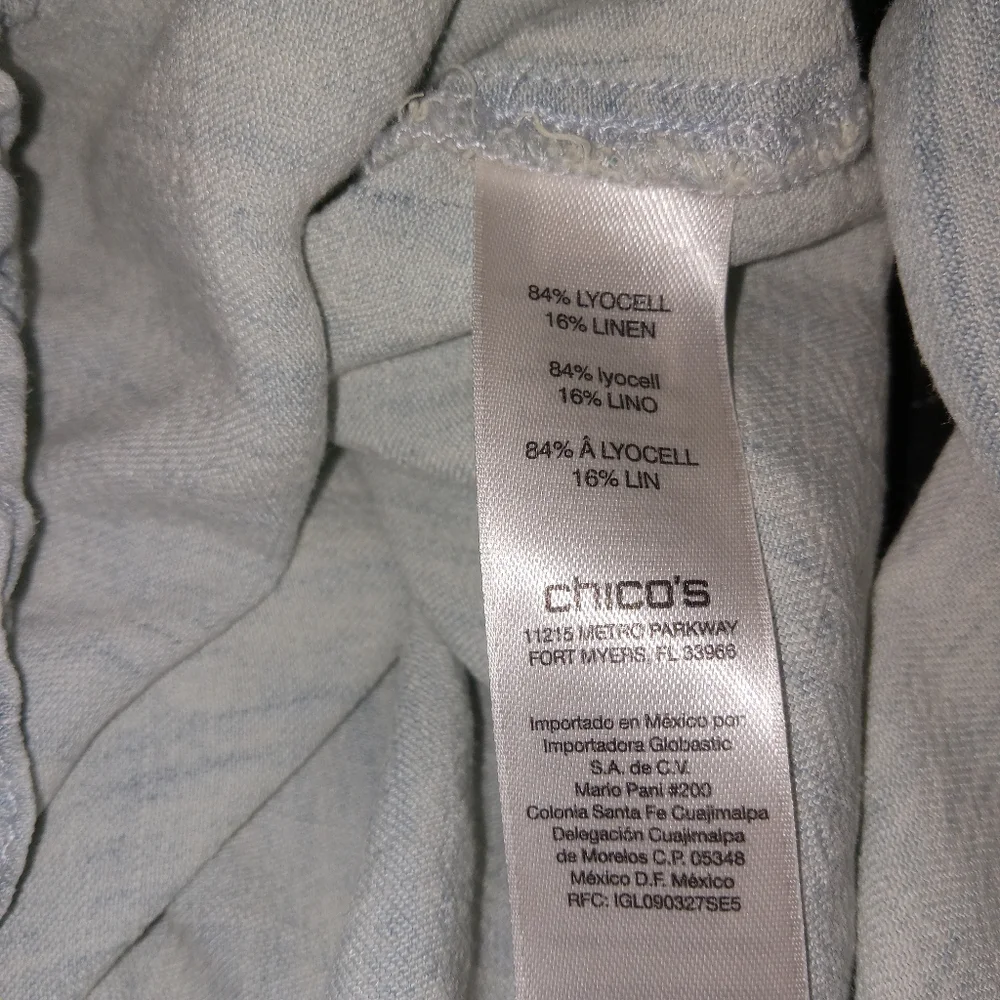 84% LYOCELL
16% LINEN
84% lyocell
16% LINO
84% Â LYOCELL
16% LIN
chico's
11215 METRO PARKWAY
FORT MYERS, FL 33966
Importado en México por:
Importadora Globastic
S.A. de C.V.
Mario Pani #200
Colonia Santa Fe Cuajimalpa
Delegación Cuajimalpa
de Morelos C.P. 05348
México D.F. México
RFC: IGL090327SE5